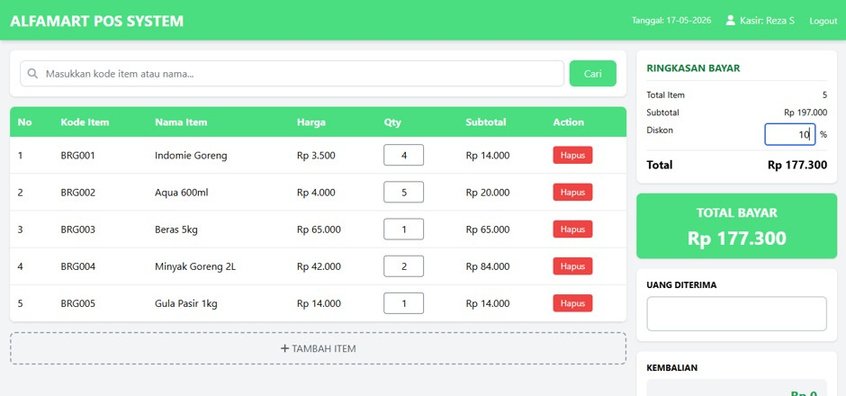 ALFAMART POS SYSTEM
Tanggal: 17-05-2026 Kasir: Reza S Logout
Masukkan kode item atau nama... Cari
No Kode Item Nama Item Harga Qty Subtotal Action
1 BRG001 Indomie Goreng Rp 3.500 4 Rp 14.000 Hapus
2 BRG002 Aqua 600ml Rp 4.000 5 Rp 20.000 Hapus
3 BRG003 Beras 5kg Rp 65.000 1 Rp 65.000 Hapus
4 BRG004 Minyak Goreng 2L Rp 42.000 2 Rp 84.000 Hapus
5 BRG005 Gula Pasir 1kg Rp 14.000 1 Rp 14.000 Hapus
+ TAMBAH ITEM
RINGKASAN BAYAR
Total Item 5
Subtotal Rp 197.000
Diskon 10 %
Total Rp 177.300
TOTAL BAYAR
Rp 177.300
UANG DITERIMA
KEMBALIAN
Rp 0